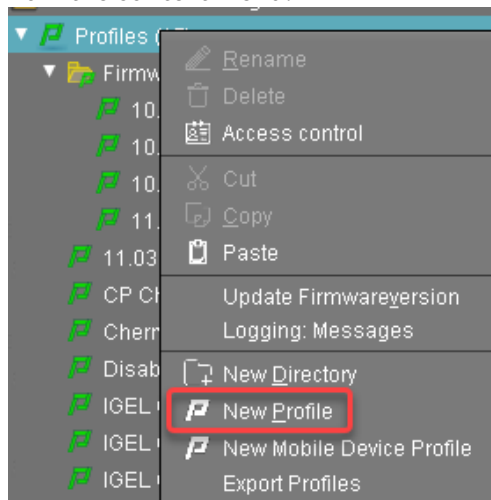 Profiles
Firmw
Rename
10.
Delete
10.
Access control
10.
Cut
11.
Copy
11.03
Paste
CP Ch
Update Firmwareversion
Cherr
Logging: Messages
Disab
New Directory
IGEL
New Profile
IGEL
New Mobile Device Profile
IGEL
Export Profiles